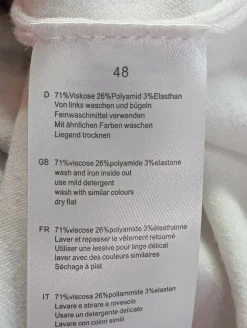 48
D 71%Viskose 26%Polyamid 3%Elasthan
Von links waschen und bügeln
Feinwaschmittel verwenden
Mit ähnlichen Farben waschen
Liegend trocknen
GB 71%viscose 26%polyamide 3%elastane
wash and iron inside out
use mild detergent
wash with similar colours
dry flat
FR 71%viscose 26%polyamide 3%élasthanne
Laver et repasser le vêtement retourné
Utiliser une lessive pour linge délicat
laver avec des couleurs similaires
Séchage à plat
IT 71%viscosa 26%poliammide 3%elastan
Lavare e stirare a rovescio
Usare un detergente delicato
Lavare con colori simili